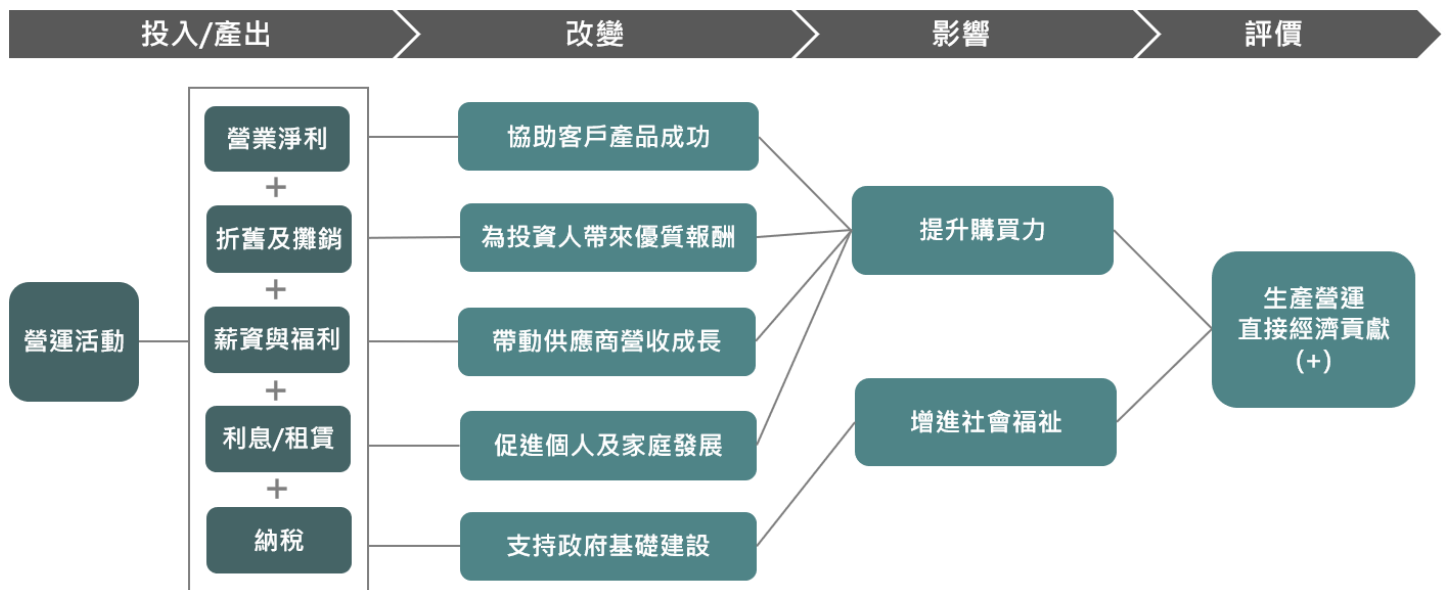 投入/產出
改變
影響
評價
營運活動
營業淨利
+
折舊及攤銷
+
薪資與福利
+
利息/租賃
+
納稅
協助客戶產品成功
為投資人帶來優質報酬
帶動供應商營收成長
促進個人及家庭發展
支持政府基礎建設
提升購買力
增進社會福祉
生產營運
直接經濟貢獻
(+)